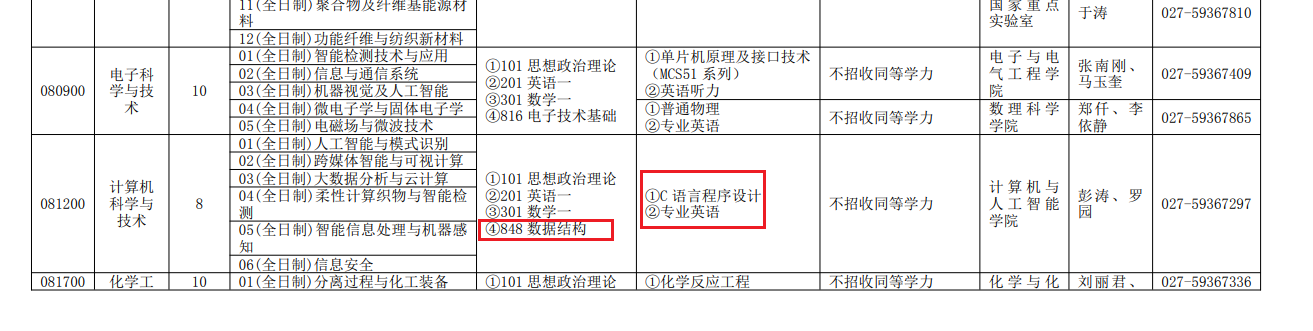 11(全日制)聚合物及纤维基能源材
料
12(全日制)功能纤维与纺织新材料
国家重点
实验室
于涛
027-59367810
080900
电子科
学与技
术
10
01(全日制)智能检测技术与应用
02(全日制)信息与通信系统
03(全日制)机器视觉及人工智能
04(全日制)微电子学与固体电子学
05(全日制)电磁场与微波技术
①101 思想政治理论
②201 英语一
③301 数学一
④816 电子技术基础
①单片机原理及接口技术
（MCS51 系列）
②英语听力
不招收同等学力
电子与电
气工程学
院
张南刚、
马玉奎
027-59367409
①普通物理
②专业英语
不招收同等学力
数理科学
学院
郑仟、李
依静
027-59367865
081200
计算机
科学与
技术
8
01(全日制)人工智能与模式识别
02(全日制)跨媒体智能与可视计算
03(全日制)大数据分析与云计算
04(全日制)柔性计算织物与智能检
测
05(全日制)智能信息处理与机器感
知
06(全日制)信息安全
①101 思想政治理论
②201 英语一
③301 数学一
④848 数据结构
①C 语言程序设计
②专业英语
不招收同等学力
计算机与
人工智能
学院
彭涛、罗
园
027-59367297
081700
化学工
10
01(全日制)分离过程与化工装备
①101 思想政治理论
①化学反应工程
不招收同等学力
化学与化
刘丽君、
027-59367336